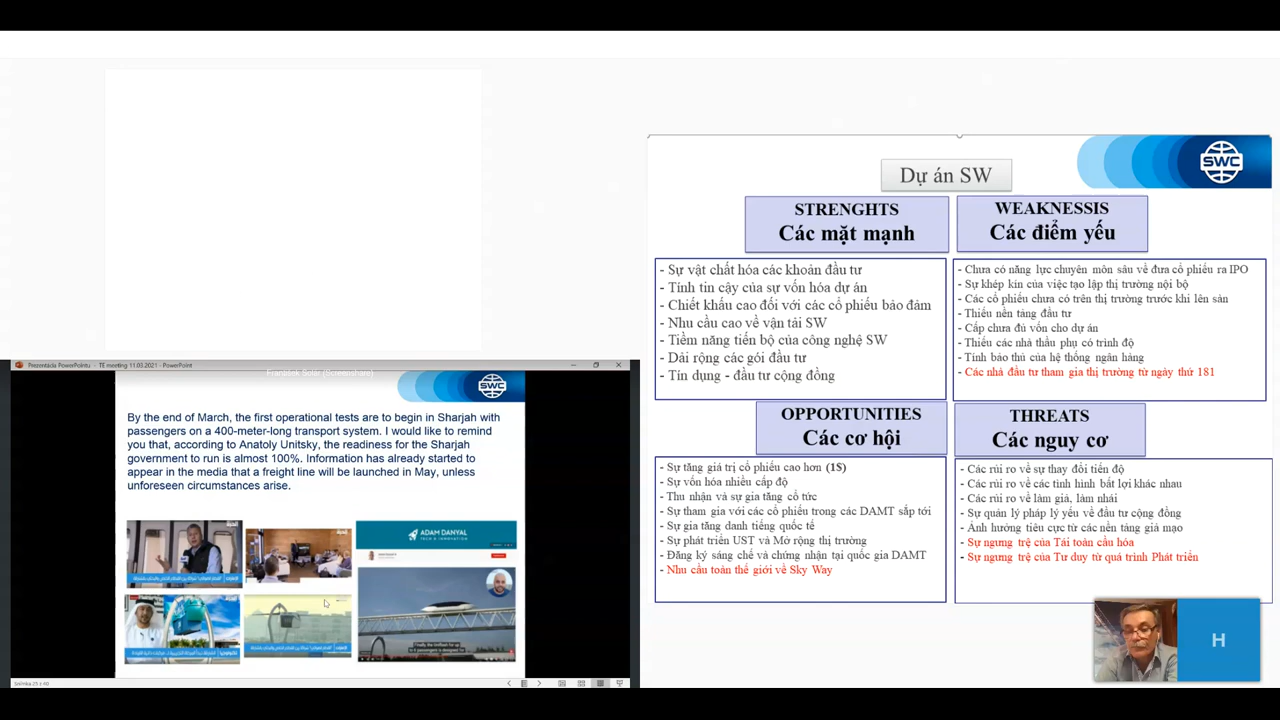 Prezentácia PowerPointu - TE meeting 11.03.2021 - PowerPoint
František Solár (Screenshare)
SWC
By the end of March, the first operational tests are to begin in Sharjah with
passengers on a 400-meter-long transport system. I would like to remind
you that, according to Anatoly Unitsky, the readiness for the Sharjah
government to run is almost 100%. Information has already started to
appear in the media that a freight line will be launched in May, unless
unforeseen circumstances arise.
ADAM DANYAL
TECH & INNOVATION
SWC
Dự án SW
STRENGHTS
Các mặt mạnh
- Sự vật chất hóa các khoản đầu tư
- Tính tin cậy của sự vốn hóa dự án
- Chiết khấu cao đối với các cổ phiếu bảo đảm
- Nhu cầu cao về vận tải SW
- Tiềm năng tiến bộ của công nghệ SW
- Dải rộng các gói đầu tư
- Tín dụng - đầu tư cộng đồng
WEAKNESSIS
Các điểm yếu
- Chưa có năng lực chuyên môn sâu về đưa cổ phiếu ra IPO
- Sự khép kín của việc tạo lập thị trường nội bộ
- Các cổ phiếu chưa có trên thị trường trước khi lên sàn
- Thiếu nền tảng đầu tư
- Cấp chưa đủ vốn cho dự án
- Thiếu các nhà thầu phụ có trình độ
- Tính bảo thủ của hệ thống ngân hàng
- Các nhà đầu tư tham gia thị trường từ ngày thứ 181
OPPORTUNITIES
Các cơ hội
- Sự tăng giá trị cổ phiếu cao hơn (1$)
- Sự vốn hóa nhiều cấp độ
- Thu nhận và sự gia tăng cổ tức
- Sự tham gia với các cổ phiếu trong các DAMT sắp tới
- Sự gia tăng danh tiếng quốc tế
- Sự phát triển UST và Mở rộng thị trường
- Đăng ký sáng chế và chứng nhận tại quốc gia DAMT
- Nhu cầu toàn thế giới về Sky Way
THREATS
Các nguy cơ
- Các rủi ro về sự thay đổi tiến độ
- Các rủi ro về các tình hình bất lợi khác nhau
- Các rủi ro về làm giả, làm nhái
- Sự quản lý pháp lý yếu về đầu tư cộng đồng
- Ảnh hưởng tiêu cực từ các nền tảng giả mạo
- Sự ngưng trệ của Tái toàn cầu hóa
- Sự ngưng trệ của Tư duy từ quá trình Phát triển
H